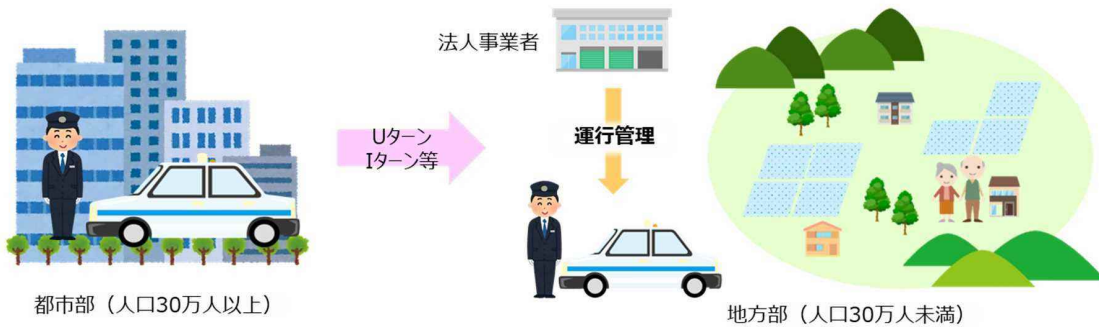 法人事業者
Uターン
Iターン等
運行管理
都市部（人口30万人以上）
地方部（人口30万人未満）